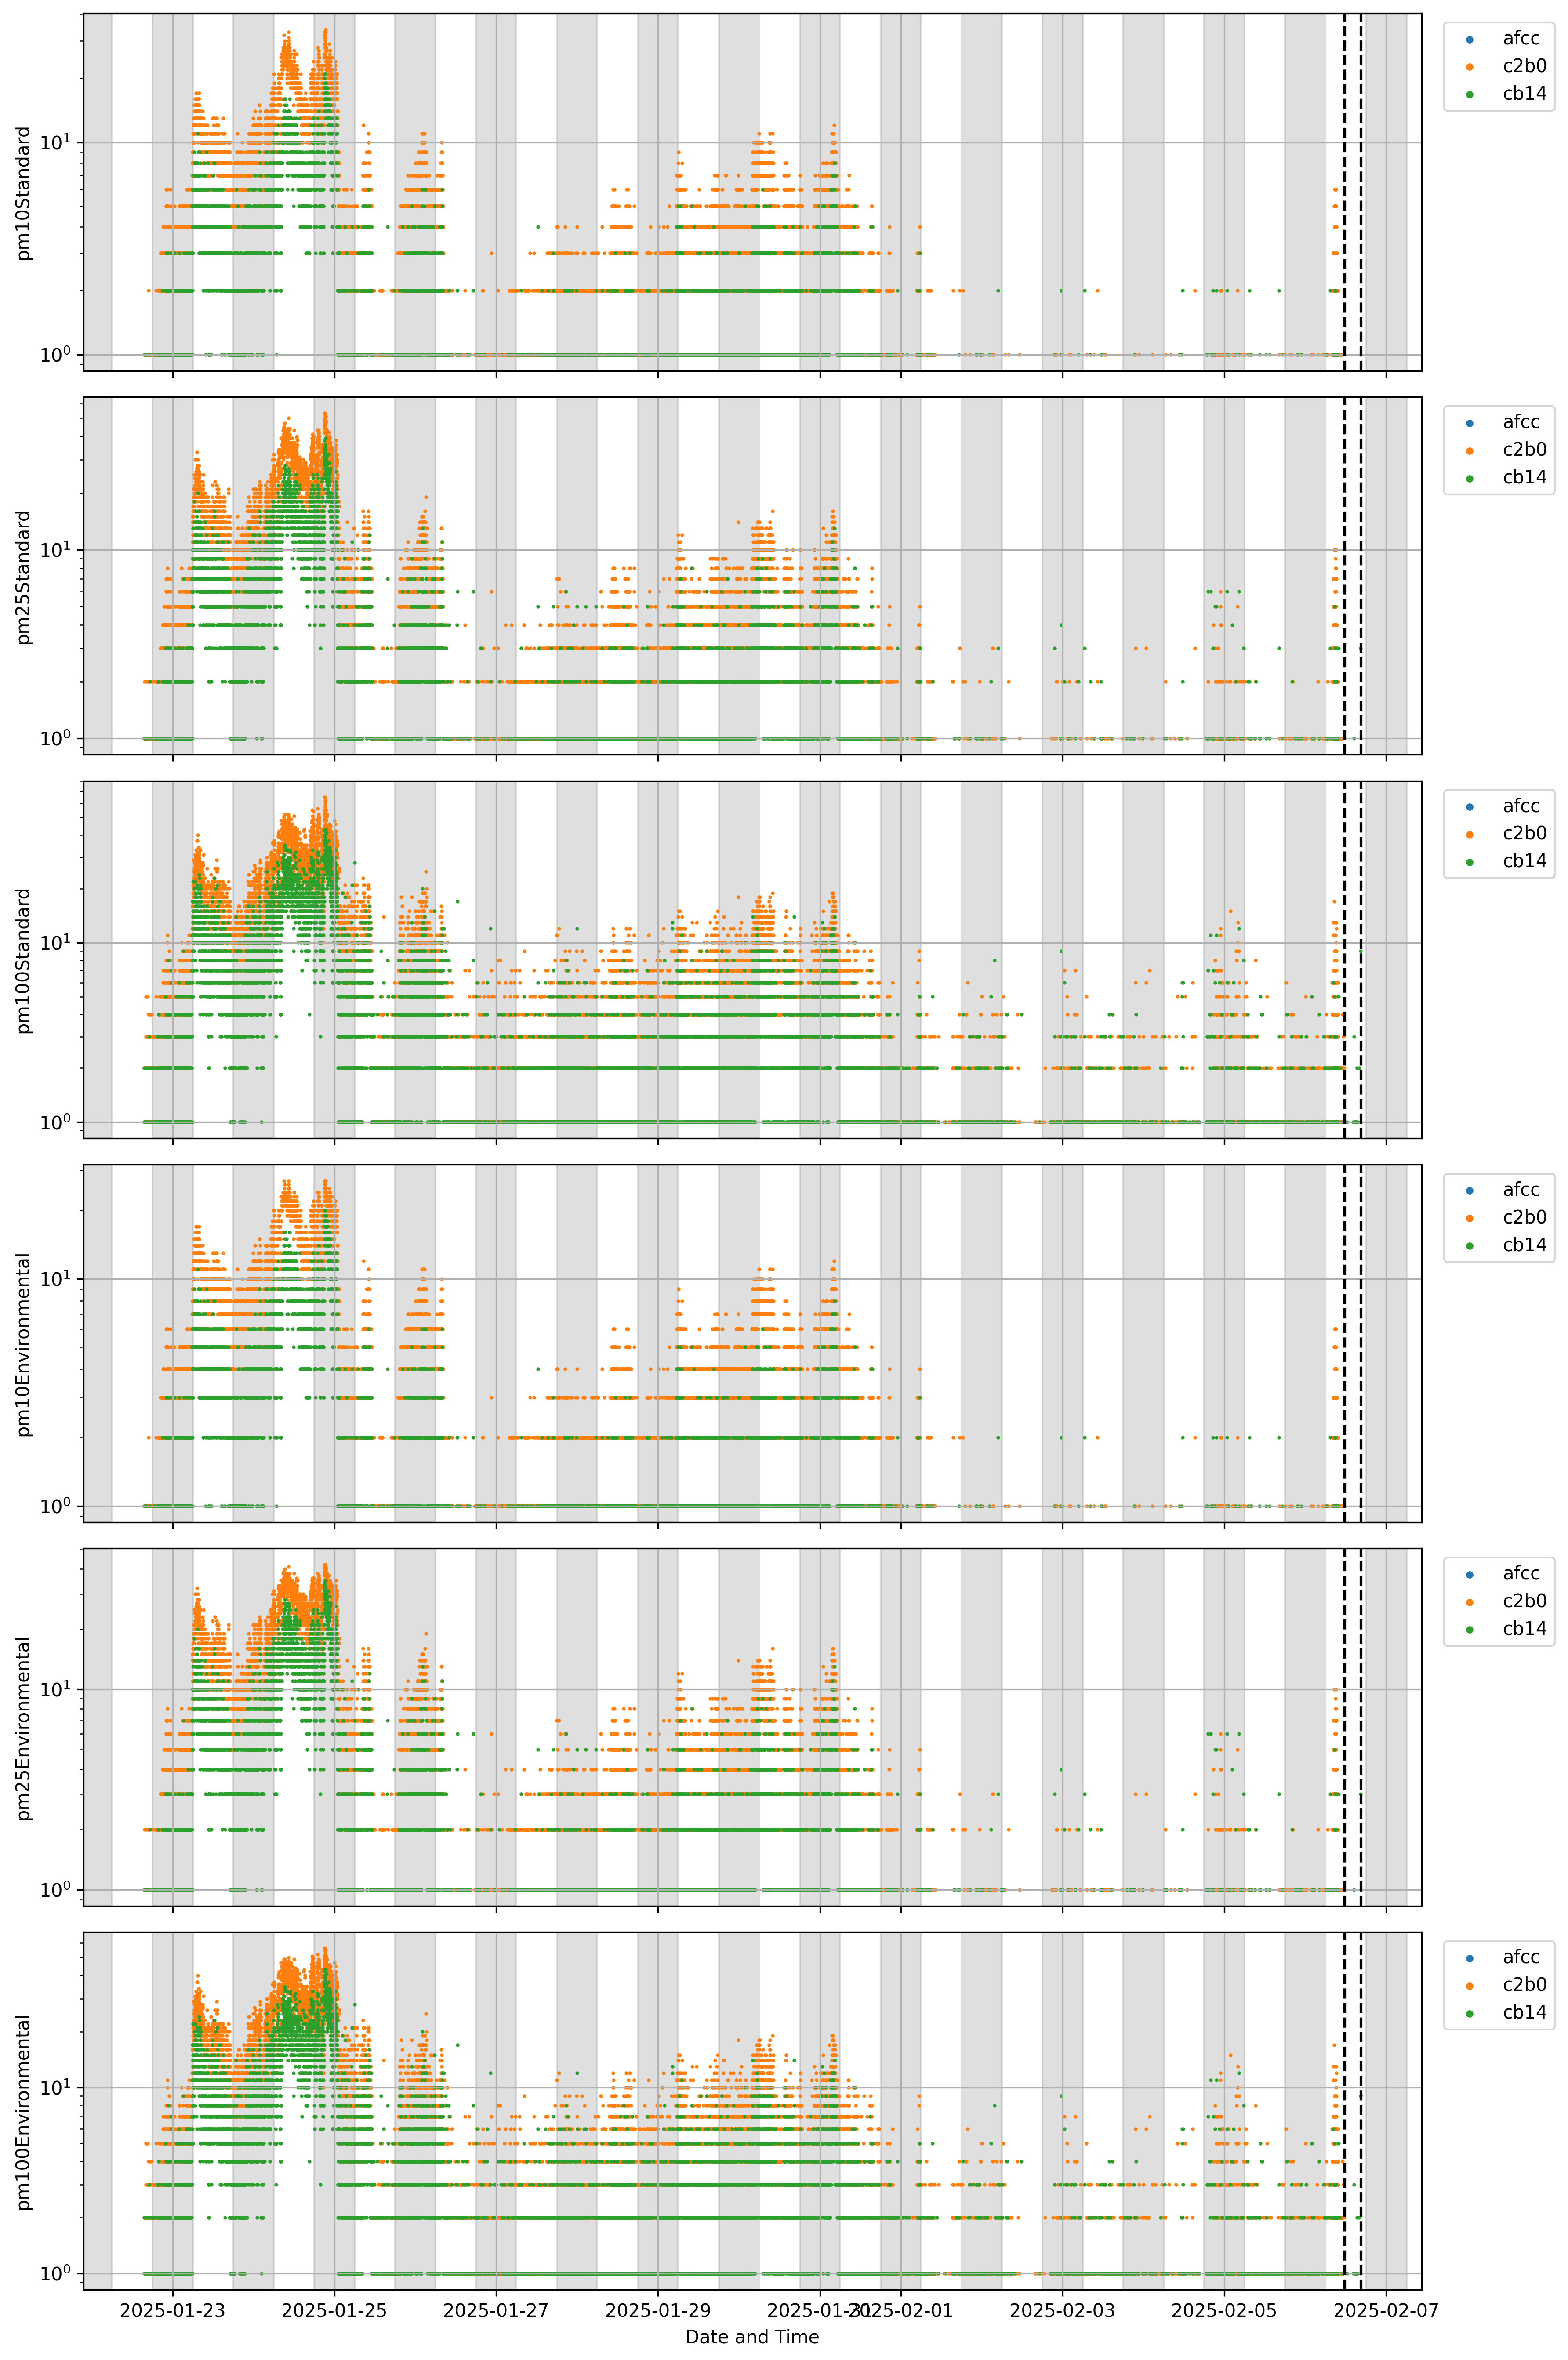 pm10Standard
10¹
10⁰
afcc
c2b0
cb14
pm25Standard
10¹
10⁰
afcc
c2b0
cb14
pm100Standard
10¹
10⁰
afcc
c2b0
cb14
pm10Environmental
10¹
10⁰
afcc
c2b0
cb14
pm25Environmental
10¹
10⁰
afcc
c2b0
cb14
pm100Environmental
10¹
10⁰
afcc
c2b0
cb14
2025-01-23 2025-01-25 2025-01-27 2025-01-29 2025-01-31 2025-02-01 2025-02-03 2025-02-05 2025-02-07
Date and Time